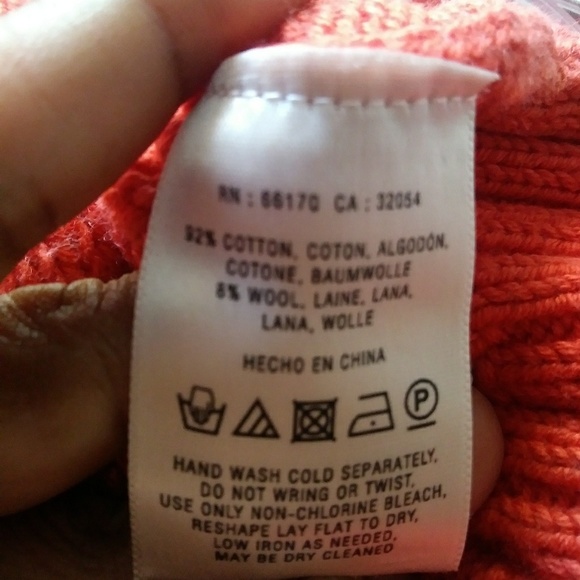 RN : 66170 CA : 32054
92% COTTON, COTON, ALGODÓN,
COTONE, BAUMWOLLE
8% WOOL, LAINE, LANA,
LANA, WOLLE
HECHO EN CHINA
P
HAND WASH COLD SEPARATELY,
DO NOT WRING OR TWIST,
USE ONLY NON-CHLORINE BLEACH,
RESHAPE LAY FLAT TO DRY,
LOW IRON AS NEEDED,
MAY BE DRY CLEANED